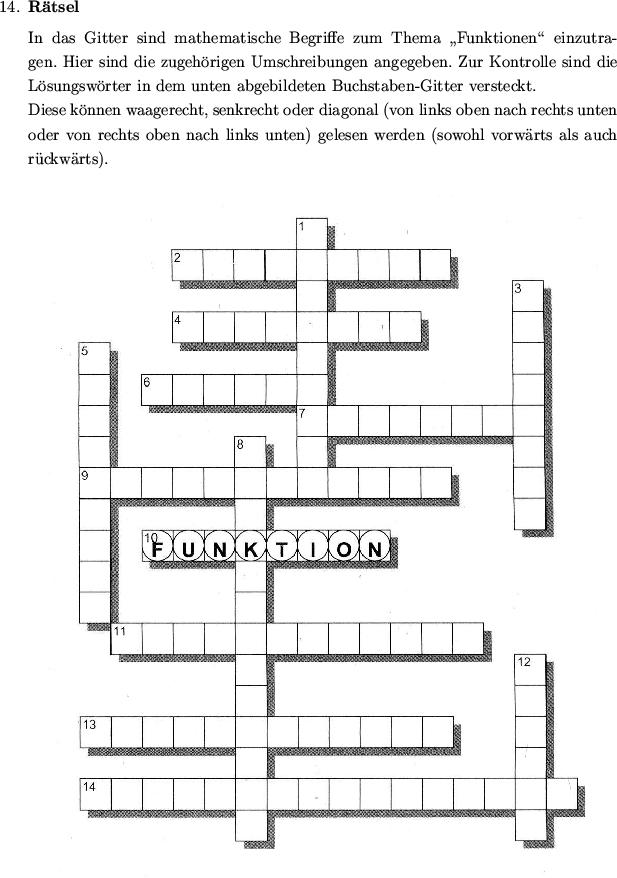 14. Rätsel
In das Gitter sind mathematische Begriffe zum Thema „Funktionen“ einzutra-
gen. Hier sind die zugehörigen Umschreibungen angegeben. Zur Kontrolle sind die
Lösungswörter in dem unten abgebildeten Buchstaben-Gitter versteckt.
Diese können waagerecht, senkrecht oder diagonal (von links oben nach rechts unten
oder von rechts oben nach links unten) gelesen werden (sowohl vorwärts als auch
rückwärts).
1
2
3
4
5
6
7
8
9
10 FUNKTION
11
12
13
14